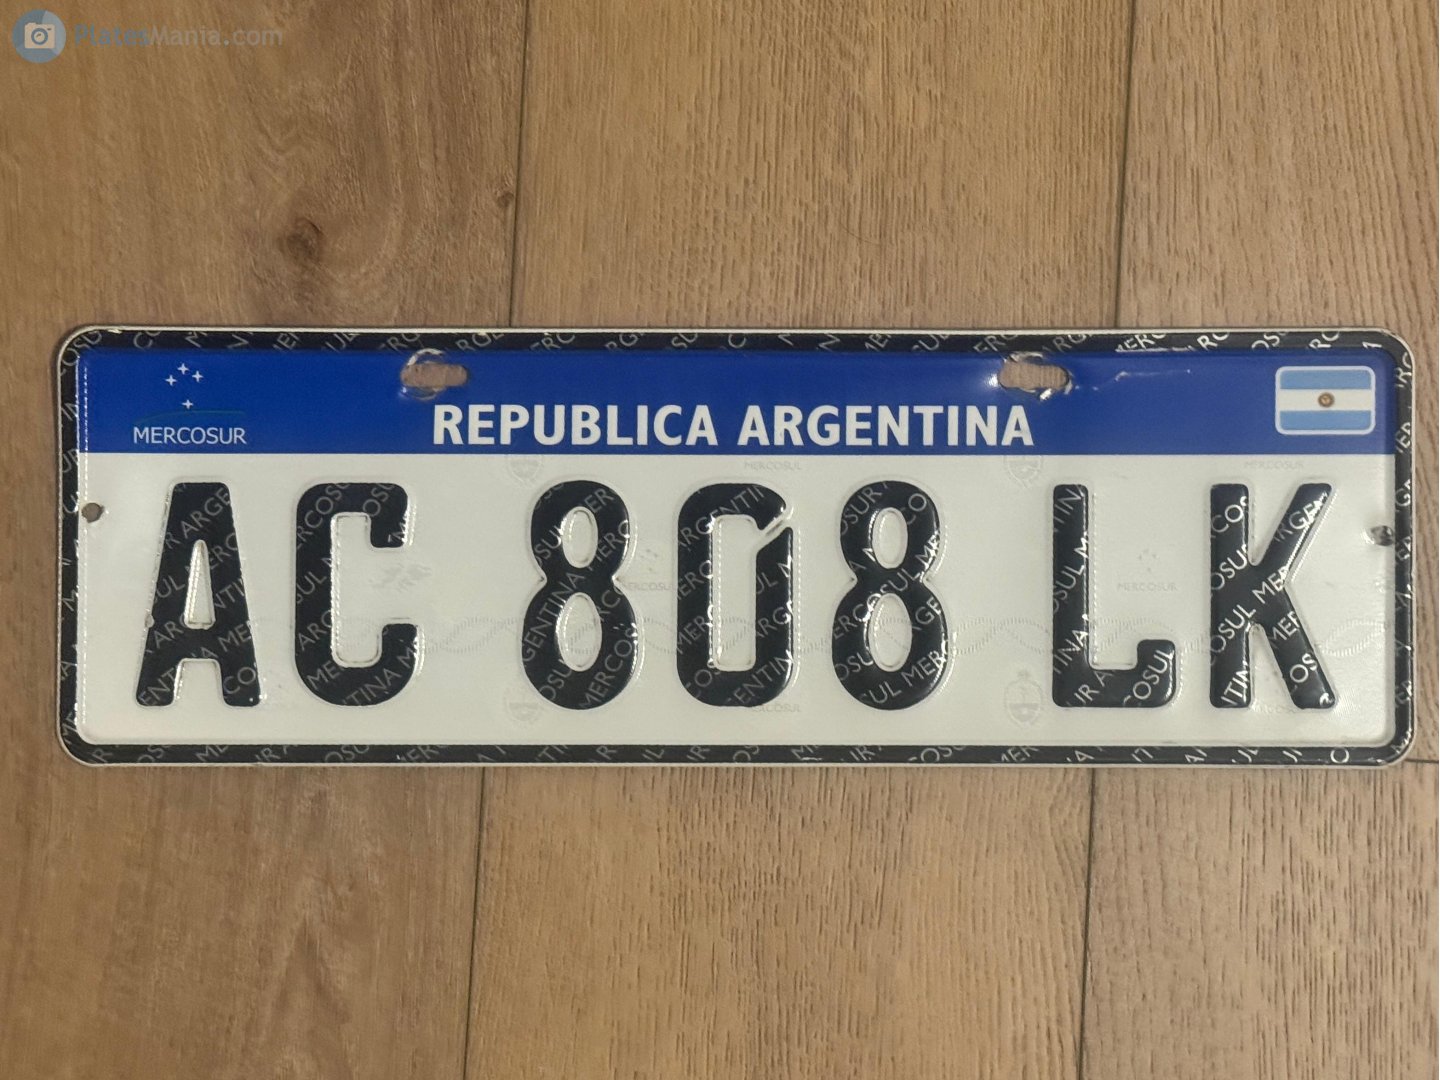 PlatesMania.com
REPUBLICA ARGENTINA
MERCOSUR
AC 808 LK